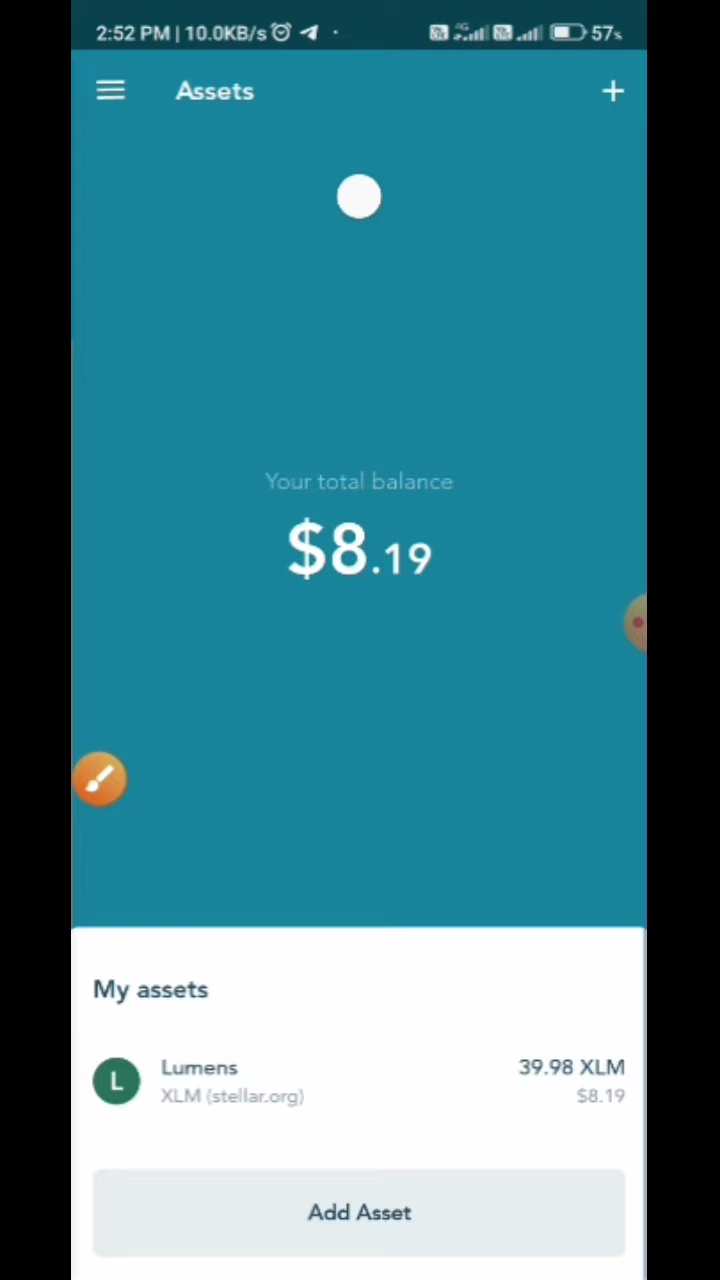 2:52 PM | 10.0KB/s 4G 57%
Assets
Your total balance
$8.19
My assets
L
Lumens 39.98 XLM
XLM (stellar.org) $8.19
Add Asset